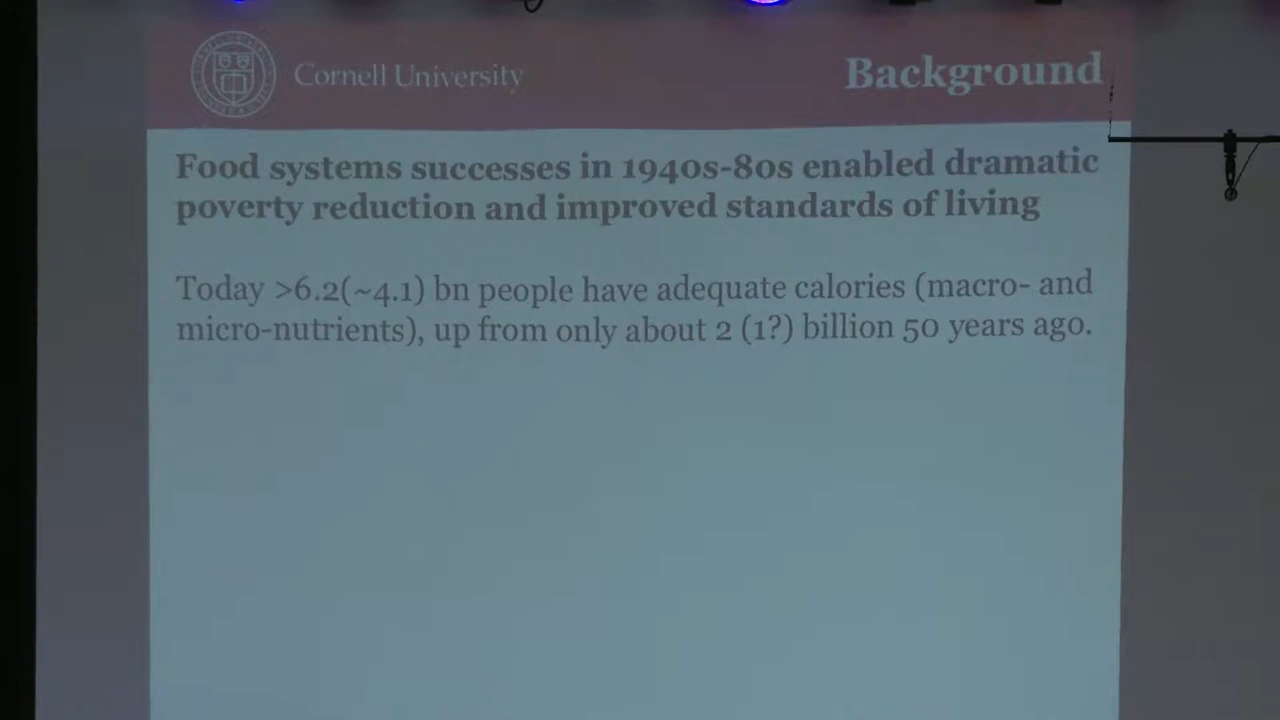 Cornell University
Background
Food systems successes in 1940s-80s enabled dramatic
poverty reduction and improved standards of living
Today >6.2(~4.1) bn people have adequate calories (macro- and
micro-nutrients), up from only about 2 (1?) billion 50 years ago.